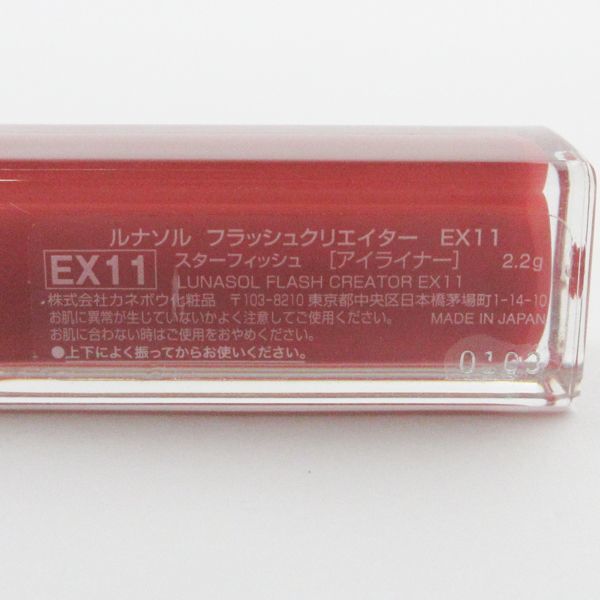 ルナソル フラッシュクリエイター EX11
EX11 スターフィッシュ [アイライナー] 2.2g
LUNASOL FLASH CREATOR EX11
株式会社カネボウ化粧品 〒103-8210 東京都中央区日本橋茅場町1-14-10
お肌に異常が生じていないかよく注意してご使用ください。 MADE IN JAPAN
お肌に合わない時はご使用をおやめください。
●上下によく振ってからお使いください。